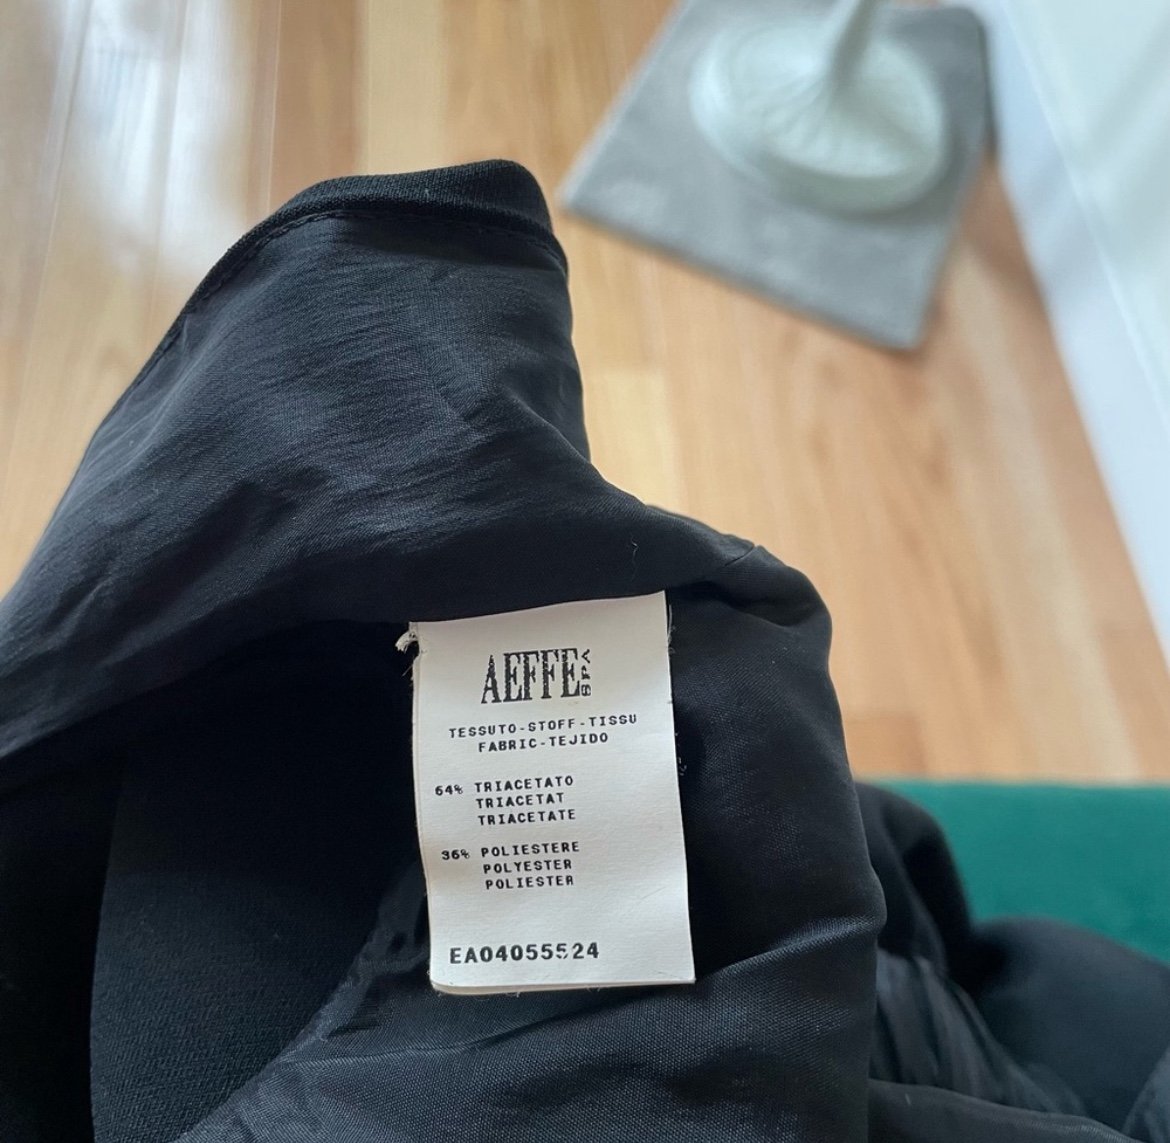 AEFFE SPA
TESSUTO-STOFF-TISSU
FABRIC-TEJIDO
64% TRIACETATO
TRIACETAT
TRIACETATE
36% POLIESTERE
POLYESTER
POLIESTER
EA04055524